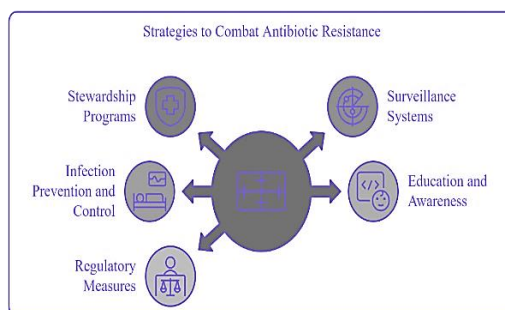 Strategies to Combat Antibiotic Resistance
Stewardship
Programs
Surveillance
Systems
Infection
Prevention and
Control
Education and
Awareness
Regulatory
Measures